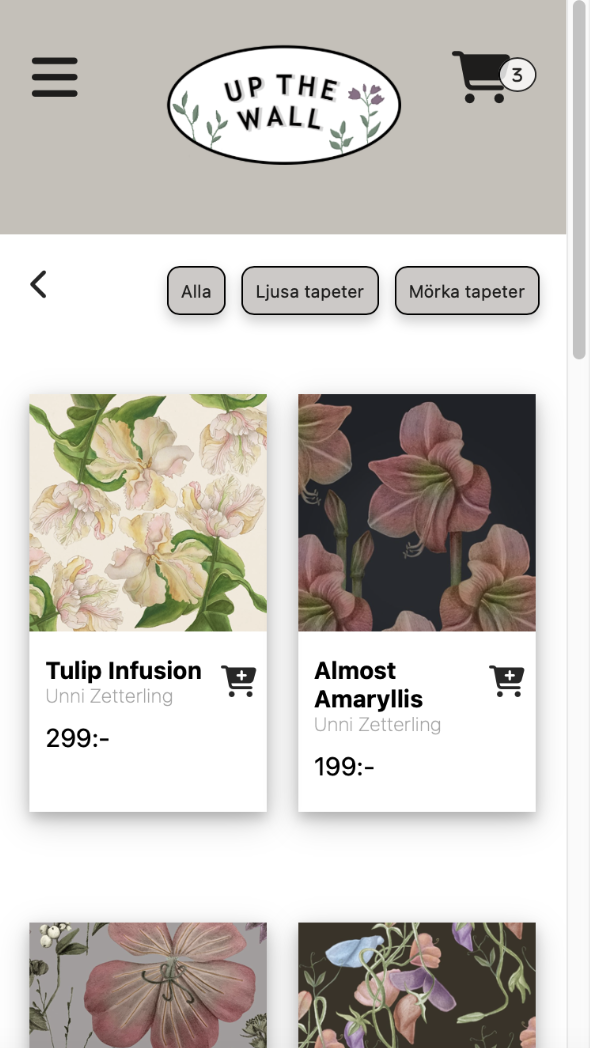 UP THE
WALL
3
Alla
Ljusa tapeter
Mörka tapeter
Tulip Infusion
Unni Zetterling
299:-
Almost
Amaryllis
Unni Zetterling
199:-